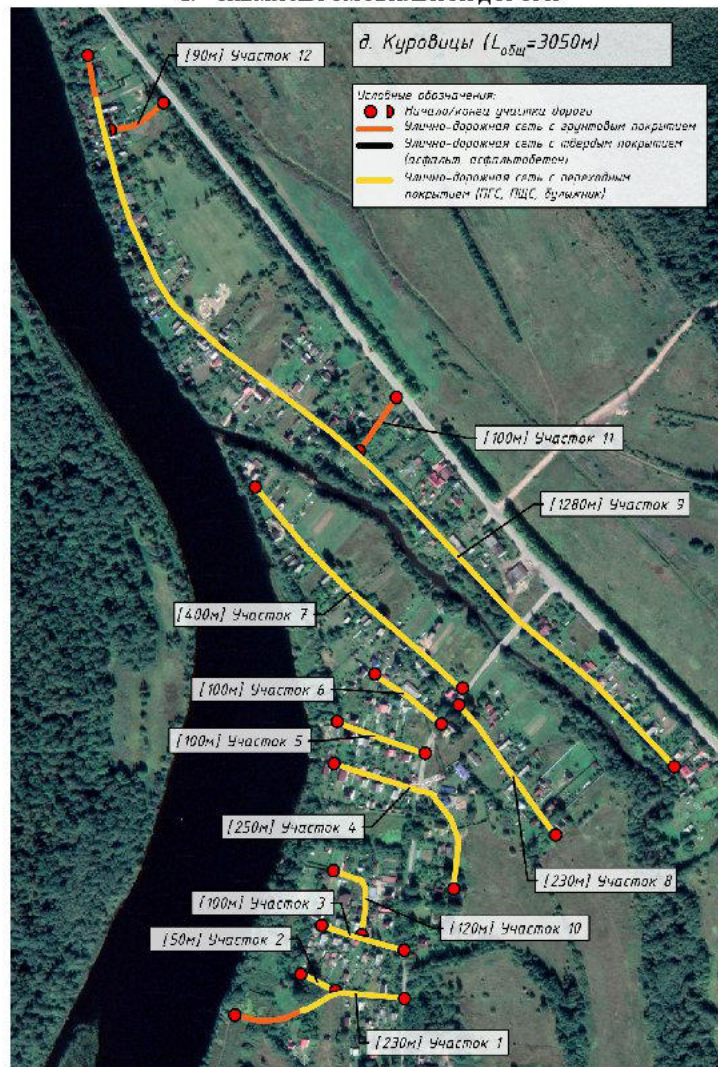 [90м] Участок 12
д. Куровицы (Lобщ=3050м)
Условные обозначения:
Начало/конец участка дороги
Улично-дорожная сеть с грунтовым покрытием
Улично-дорожная сеть с твердым покрытием
(асфальт, асфальтобетон)
Улично-дорожная сеть с переходным
покрытием (ПГС, ПЩС, булыжник)
[100м] Участок 11
[1280м] Участок 9
[400м] Участок 7
[100м] Участок 6
[100м] Участок 5
[250м] Участок 4
[230м] Участок 8
[100м] Участок 3
[120м] Участок 10
[50м] Участок 2
[230м] Участок 1